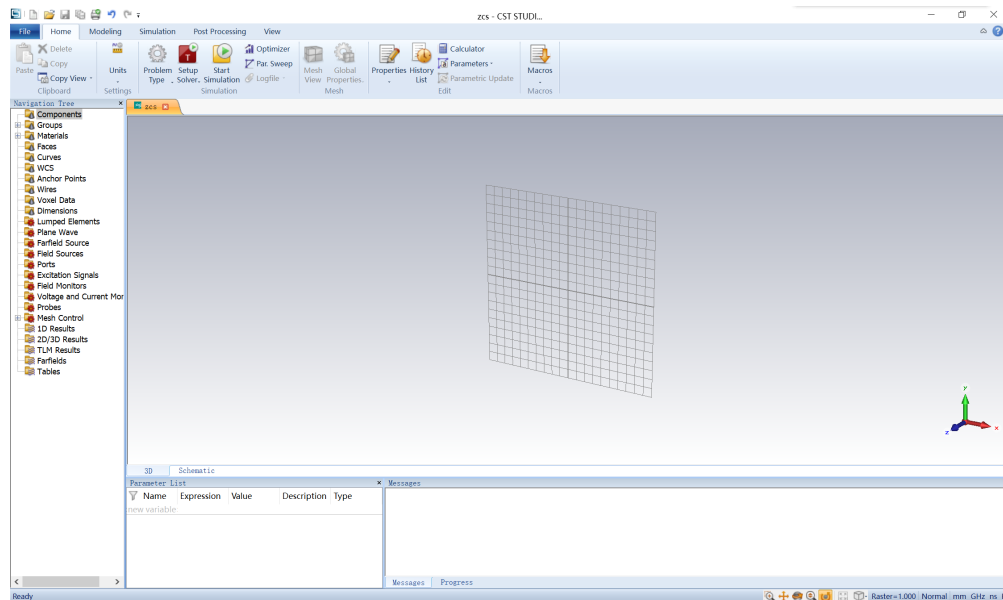 zcs - CST STUDI...
File Home Modeling Simulation Post Processing View
Paste
Delete
Copy
Copy View
Clipboard
Units
Settings
Problem Type
Setup Solver
Start Simulation
Optimizer
Par. Sweep
Logfile
Simulation
Mesh View
Global Properties
Mesh
Properties
History List
Calculator
Parameters
Parametric Update
Edit
Macros
Macros
Navigation Tree
zcs
Components
Groups
Materials
Faces
Curves
WCS
Anchor Points
Wires
Voxel Data
Dimensions
Lumped Elements
Plane Wave
Farfield Source
Field Sources
Ports
Excitation Signals
Field Monitors
Voltage and Current Mor
Probes
Mesh Control
1D Results
2D/3D Results
TLM Results
Farfields
Tables
y
x
z
3D Schematic
Parameter List
Name Expression Value Description Type
new variable
Messages
Messages Progress
Ready
Raster=1.000 Normal mm GHz ns